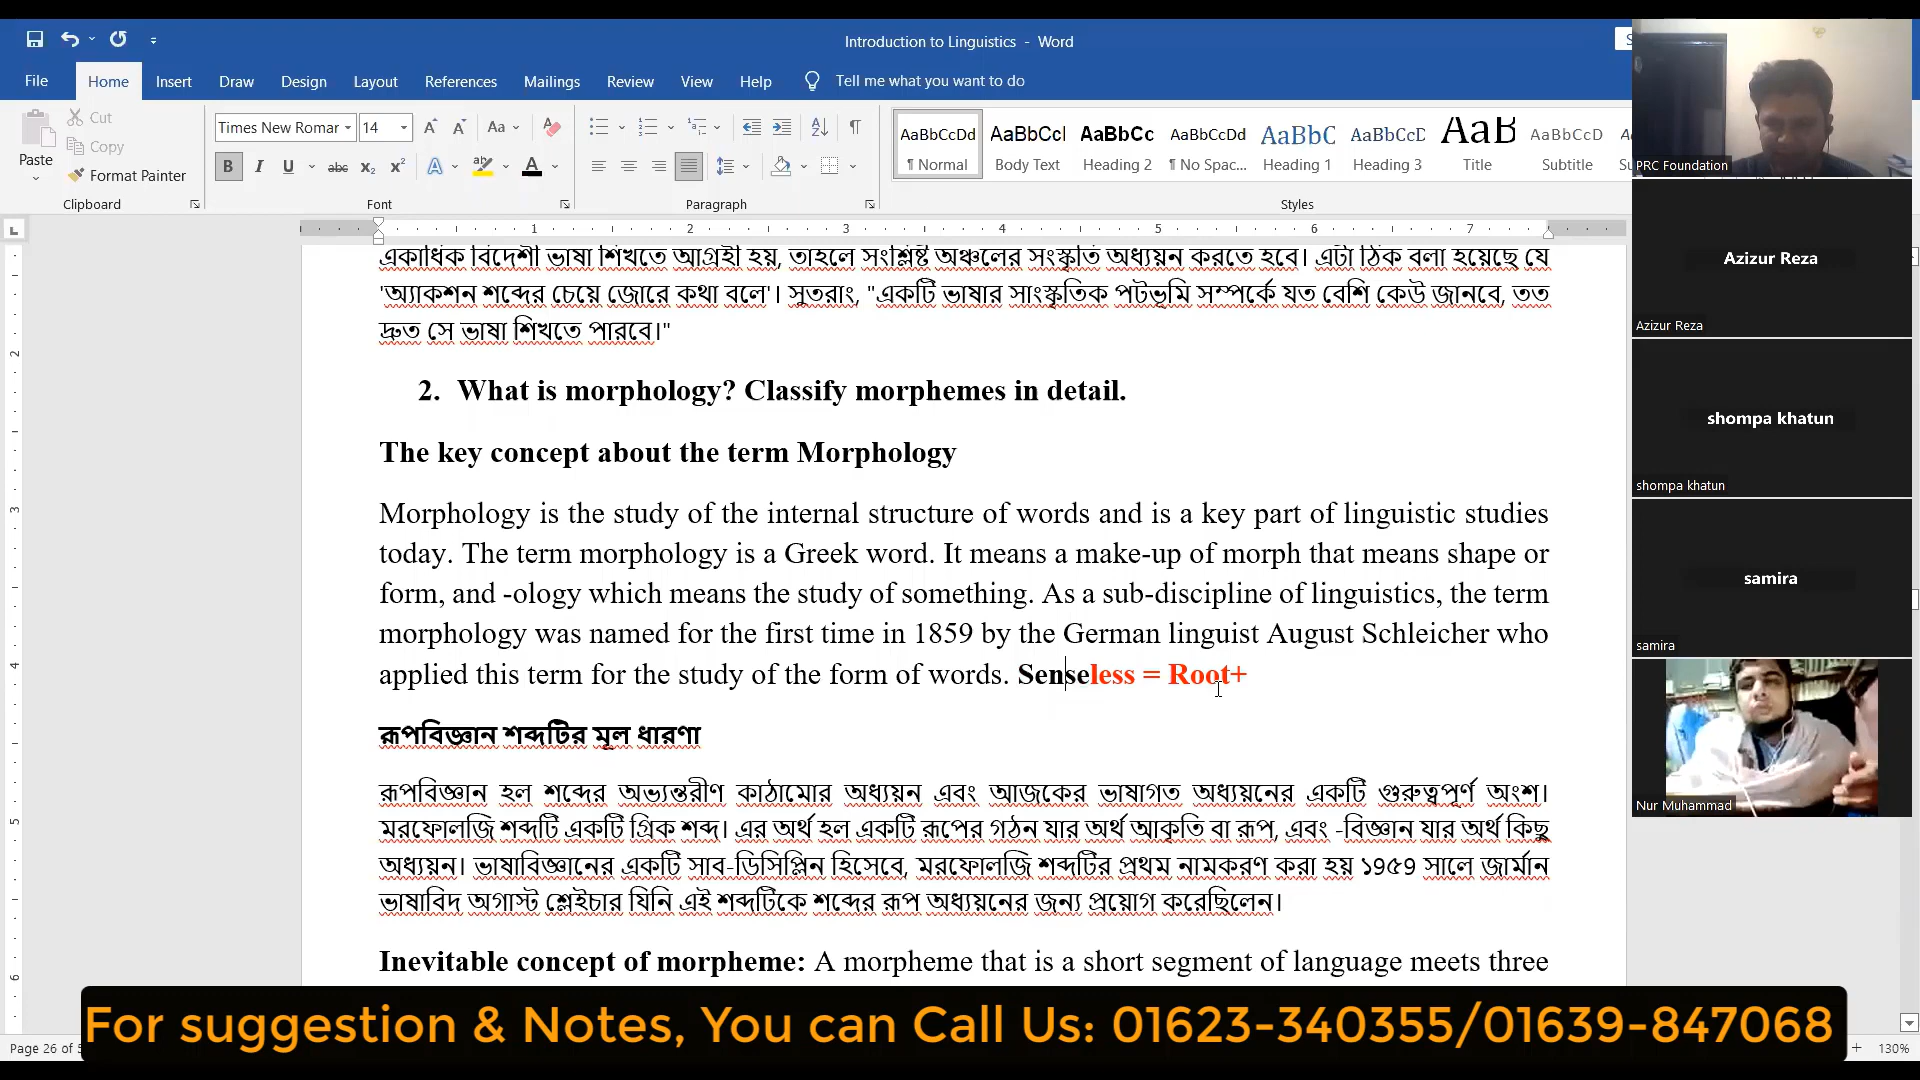 Introduction to Linguistics - Word
File Home Insert Draw Design Layout References Mailings Review View Help Tell me what you want to do
Cut
Copy
Format Painter
Paste
Times New Roman 14
AaBbCcDd AaBbCcI AaBbCc AaBbCcDd AaBbC AaBbCcD AaB AaBbCcD
¶ Normal Body Text Heading 2 ¶ No Spac... Heading 1 Heading 3 Title Subtitle
Clipboard Font Paragraph Styles
একাধিক বিদেশী ভাষা শিখতে আগ্রহী হয়, তাহলে সংশ্লিষ্ট অঞ্চলের সংস্কৃতি অধ্যয়ন করতে হবে। এটা ঠিক বলা হয়েছে যে
'অ্যাকশন শব্দের চেয়ে জোরে কথা বলে'। সুতরাং, "একটি ভাষার সাংস্কৃতিক পটভূমি সম্পর্কে যত বেশি কেউ জানবে, তত
দ্রুত সে ভাষা শিখতে পারবে।"
2. What is morphology? Classify morphemes in detail.
The key concept about the term Morphology
Morphology is the study of the internal structure of words and is a key part of linguistic studies
today. The term morphology is a Greek word. It means a make-up of morph that means shape or
form, and -ology which means the study of something. As a sub-discipline of linguistics, the term
morphology was named for the first time in 1859 by the German linguist August Schleicher who
applied this term for the study of the form of words. Senseless = Root+
রূপবিজ্ঞান শব্দটির মূল ধারণা
রূপবিজ্ঞান হল শব্দের অভ্যন্তরীণ কাঠামোর অধ্যয়ন এবং আজকের ভাষাগত অধ্যয়নের একটি গুরুত্বপূর্ণ অংশ।
মরফোলজি শব্দটি একটি গ্রিক শব্দ। এর অর্থ হল একটি রূপের গঠন যার অর্থ আকৃতি বা রূপ, এবং -বিজ্ঞান যার অর্থ কিছু
অধ্যয়ন। ভাষাবিজ্ঞানের একটি সাব-ডিসিপ্লিন হিসেবে, মরফোলজি শব্দটির প্রথম নামকরণ করা হয় ১৯৫৯ সালে জার্মান
ভাষাবিদ অগাস্ট শ্লেইচার যিনি এই শব্দটিকে শব্দের রূপ অধ্যয়নের জন্য প্রয়োগ করেছিলেন।
Inevitable concept of morpheme: A morpheme that is a short segment of language meets three
For suggestion & Notes, You can Call Us: 01623-340355/01639-847068
Page 26 of
130%
PRC Foundation
Azizur Reza
Azizur Reza
shompa khatun
shompa khatun
samira
samira
Nur Muhammad